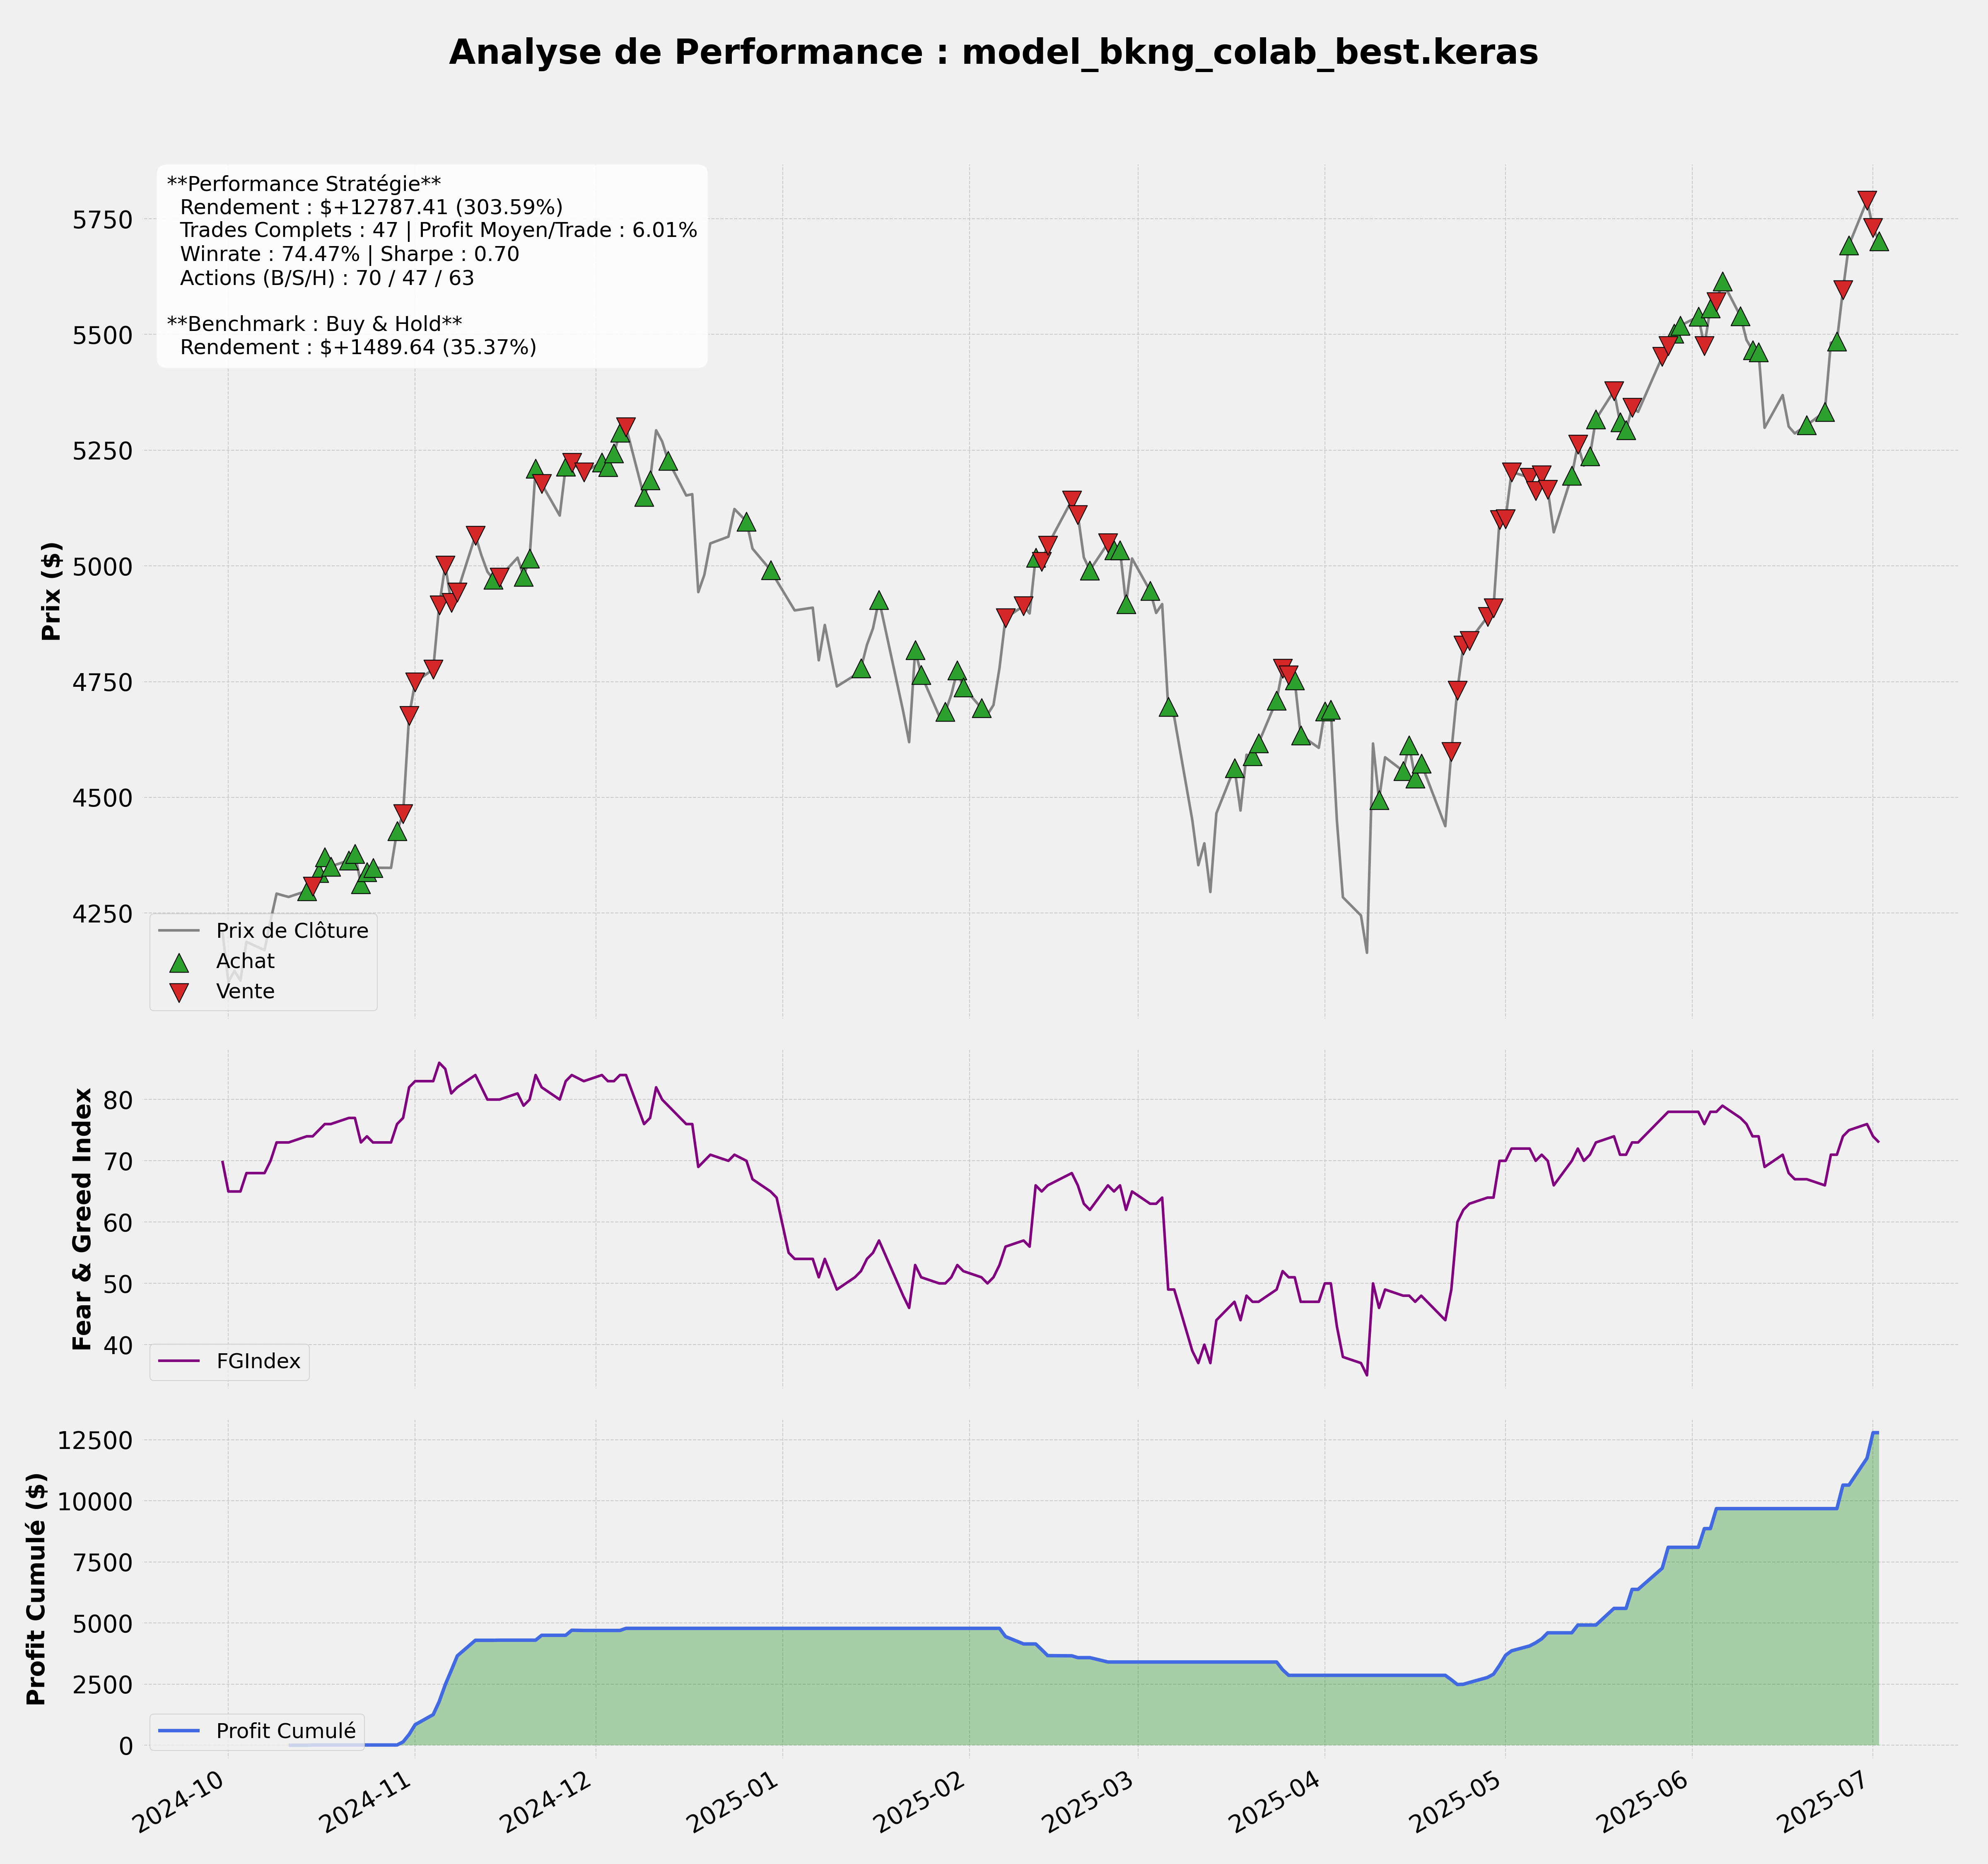 Analyse de Performance : model_bkng_colab_best.keras
**Performance Stratégie**
Rendement : $+12787.41 (303.59%)
Trades Complets : 47 | Profit Moyen/Trade : 6.01%
Winrate : 74.47% | Sharpe : 0.70
Actions (B/S/H) : 70 / 47 / 63
**Benchmark : Buy & Hold**
Rendement : $+1489.64 (35.37%)
Prix ($)
5750
5500
5250
5000
4750
4500
4250
Prix de Clôture
Achat
Vente
Fear & Greed Index
80
70
60
50
40
FGIndex
Profit Cumulé ($)
12500
10000
7500
5000
2500
0
Profit Cumulé
2024-10
2024-11
2024-12
2025-01
2025-02
2025-03
2025-04
2025-05
2025-06
2025-07